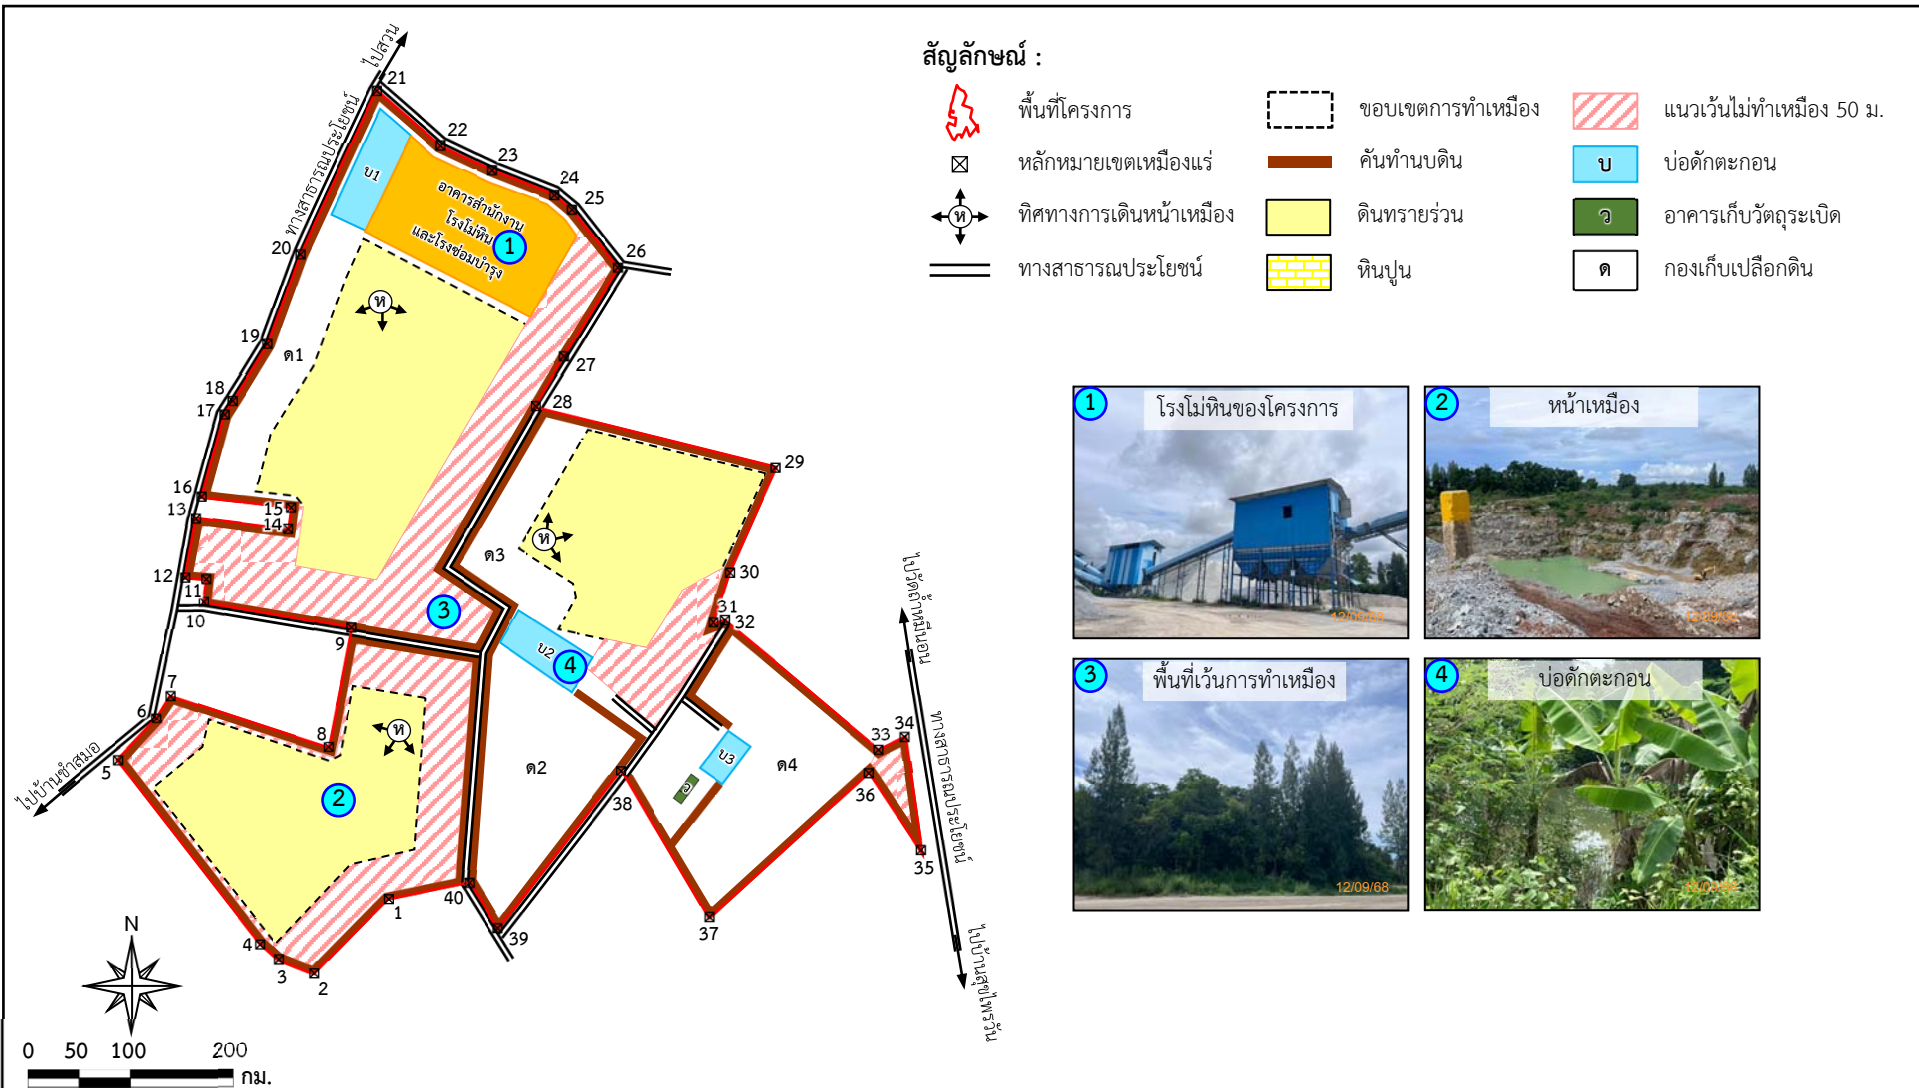 สัญลักษณ์ :
พื้นที่โครงการ
หลักหมายเขตเหมืองแร่
ห
ทิศทางการเดินหน้าเหมือง
ทางสาธารณประโยชน์
ขอบเขตการทำเหมือง
คันทำนบดิน
ดินทรายร่วน
หินปูน
แนวเว้นไม่ทำเหมือง 50 ม.
บ
บ่อดักตะกอน
ว
อาคารเก็บวัตถุระเบิด
ด
กองเก็บเปลือกดิน
ไปสวน
ทางสาธารณประโยชน์
21
22
23
24
25
26
บ1
อาคารสำนักงาน
โรงโม่หิน
และโรงซ่อมบำรุง
1
20
ห
19
ด1
27
18
17
28
29
16
15
13
14
ด3
ห
12
11
10
30
31
32
3
9
บ2
4
7
6
8
ห
5
ไปบ้านซำสมอ
2
ด2
38
บ3
ว
ด4
33
34
36
35
37
40
1
39
4
3
2
ไปวัดถ้ำหมีนอน
ทางสาธารณประโยชน์
ไปบ้านสุขไพรวัน
N
0 50 100 200
กม.
1
โรงโม่หินของโครงการ
12/09/68
2
หน้าเหมือง
12/09/68
3
พื้นที่เว้นการทำเหมือง
12/09/68
4
บ่อดักตะกอน
12/09/68